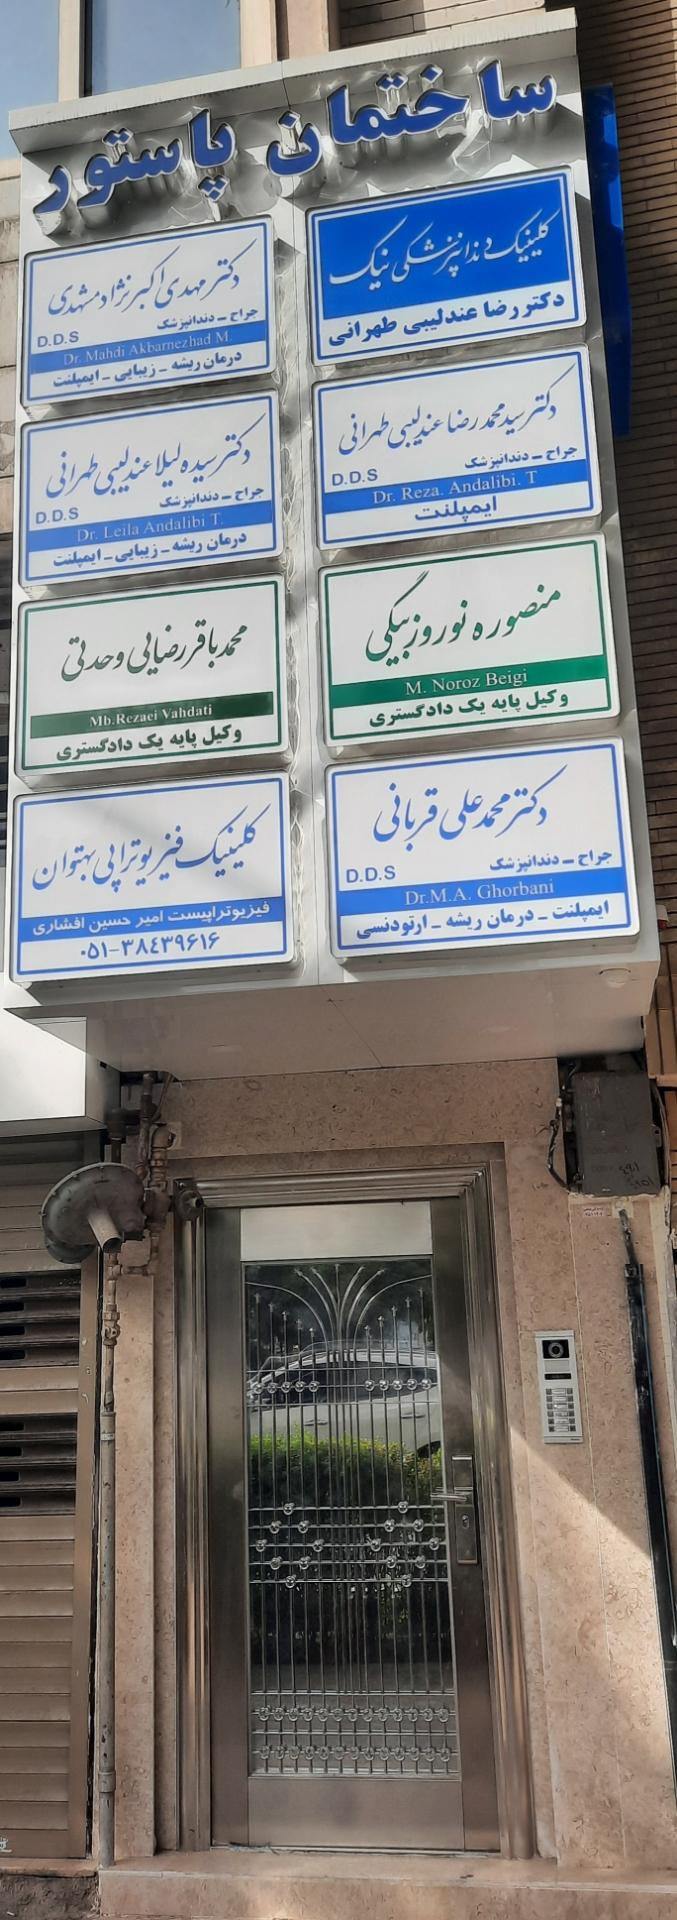 ساختمان پاستور
کلینیک دندانپزشکی نیک
دکتر رضا عندلیبی طهرانی
دکتر مهدی اکبرنژاد مشهدی
جراح - دندانپزشک
D.D.S
Dr. Mahdi Akbarnezhad M.
درمان ریشه - زیبایی - ایمپلنت
دکتر سید محمدرضا عندلیبی طهرانی
جراح - دندانپزشک
D.D.S
Dr. Reza. Andalibi. T
ایمپلنت
دکتر سیده لیلا عندلیبی طهرانی
جراح - دندانپزشک
D.D.S
Dr. Leila Andalibi T.
درمان ریشه - زیبایی - ایمپلنت
منصوره نوروزبیگی
M. Noroz Beigi
وکیل پایه یک دادگستری
محمدباقر رضایی وحدتی
Mb.Rezaei Vahdati
وکیل پایه یک دادگستری
دکتر محمد علی قربانی
جراح - دندانپزشک
D.D.S
Dr.M.A. Ghorbani
ایمپلنت - درمان ریشه - ارتودنسی
کلینیک فیزیوتراپی بهتوان
فیزیوتراپیست امیر حسین افشاری
۰۵۱-۳۸۴۳۹۶۱۶